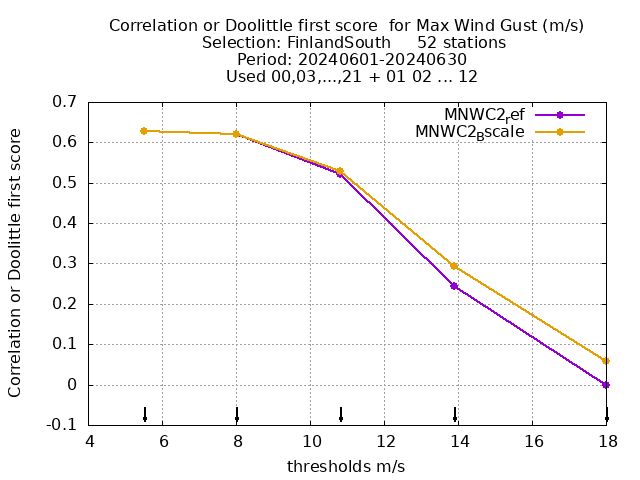 Correlation or Doolittle first score  for Max Wind Gust (m/s)
Selection: FinlandSouth     52 stations
Period: 20240601-20240630
Used 00,03,...,21 + 01 02 ... 12
MNWC2ref
MNWC2Bscale
Correlation or Doolittle first score
0.7
0.6
0.5
0.4
0.3
0.2
0.1
0
-0.1
4 6 8 10 12 14 16 18
thresholds m/s